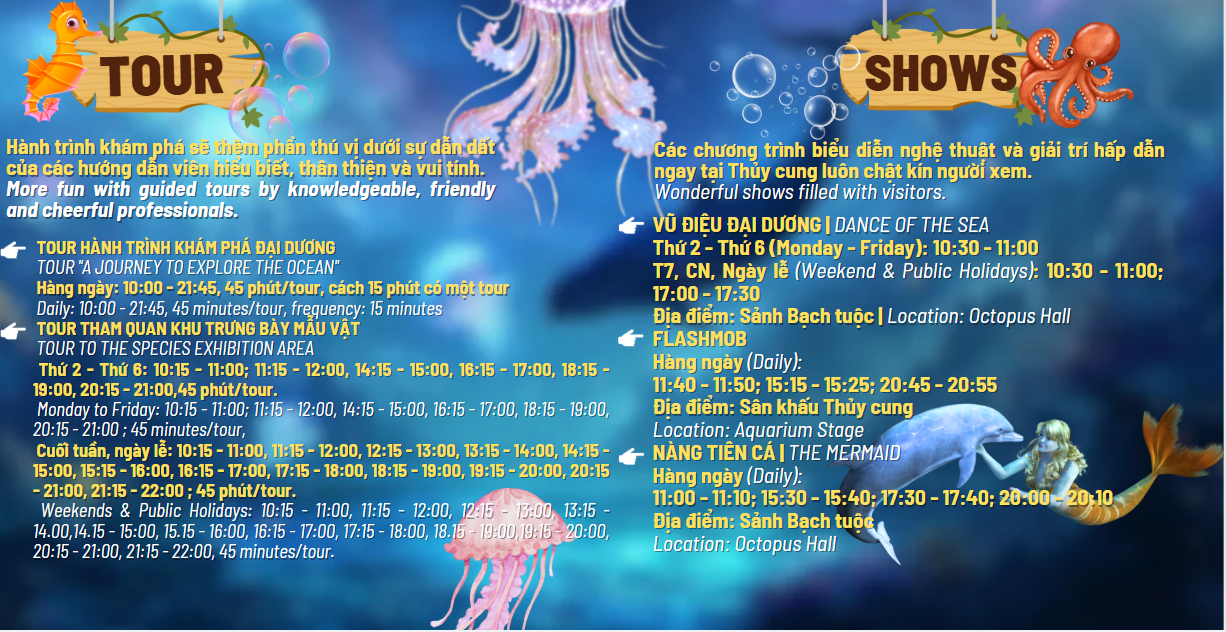 TOUR
Hành trình khám phá sẽ thêm phần thú vị dưới sự dẫn dắt
của các hướng dẫn viên hiểu biết, thân thiện và vui tính.
More fun with guided tours by knowledgeable, friendly
and cheerful professionals.
TOUR HÀNH TRÌNH KHÁM PHÁ ĐẠI DƯƠNG
TOUR "A JOURNEY TO EXPLORE THE OCEAN"
Hàng ngày: 10:00 - 21:45, 45 phút/tour, cách 15 phút có một tour
Daily: 10:00 - 21:45, 45 minutes/tour, frequency: 15 minutes
TOUR THAM QUAN KHU TRƯNG BÀY MẪU VẬT
TOUR TO THE SPECIES EXHIBITION AREA
Thứ 2 - Thứ 6: 10:15 - 11:00; 11:15 - 12:00, 14:15 - 15:00, 16:15 - 17:00, 18:15 -
19:00, 20:15 - 21:00,45 phút/tour.
Monday to Friday: 10:15 - 11:00; 11:15 - 12:00, 14:15 - 15:00, 16:15 - 17:00, 18:15 - 19:00,
20:15 - 21:00 ; 45 minutes/tour,
Cuối tuần, ngày lễ: 10:15 - 11:00, 11:15 - 12:00, 12:15 - 13:00, 13:15 - 14:00, 14:15 -
15:00, 15:15 - 16:00, 16:15 - 17:00, 17:15 - 18:00, 18:15 - 19:00, 19:15 - 20:00, 20:15
- 21:00, 21:15 - 22:00 ; 45 phút/tour.
Weekends & Public Holidays: 10:15 - 11:00, 11:15 - 12:00, 12:15 - 13:00, 13:15 -
14.00,14.15 - 15:00, 15.15 - 16:00, 16:15 - 17:00, 17:15 - 18:00, 18.15 - 19:00,19:15 - 20:00,
20:15 - 21:00, 21:15 - 22:00, 45 minutes/tour.
SHOWS
Các chương trình biểu diễn nghệ thuật và giải trí hấp dẫn
ngay tại Thủy cung luôn chật kín người xem.
Wonderful shows filled with visitors.
VŨ ĐIỆU ĐẠI DƯƠNG | DANCE OF THE SEA
Thứ 2 - Thứ 6 (Monday - Friday): 10:30 - 11:00
T7, CN, Ngày lễ (Weekend & Public Holidays): 10:30 - 11:00;
17:00 - 17:30
Địa điểm: Sảnh Bạch tuộc | Location: Octopus Hall
FLASHMOB
Hàng ngày (Daily):
11:40 - 11:50; 15:15 - 15:25; 20:45 - 20:55
Địa điểm: Sân khấu Thủy cung
Location: Aquarium Stage
NÀNG TIÊN CÁ | THE MERMAID
Hàng ngày (Daily):
11:00 - 11:10; 15:30 - 15:40; 17:30 - 17:40; 20:00 - 20:10
Địa điểm: Sảnh Bạch tuộc
Location: Octopus Hall